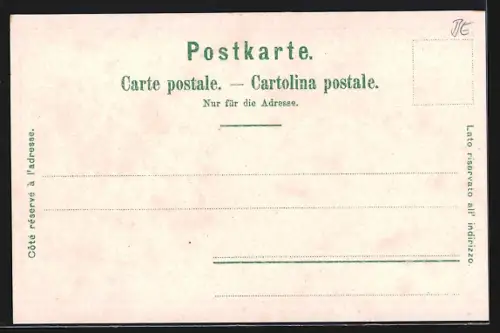 Postkarte.
Carte postale. — Cartolina postale.
Nur für die Adresse.
Côté réservé à l'adresse.
Lato riservato all' indirizzo.